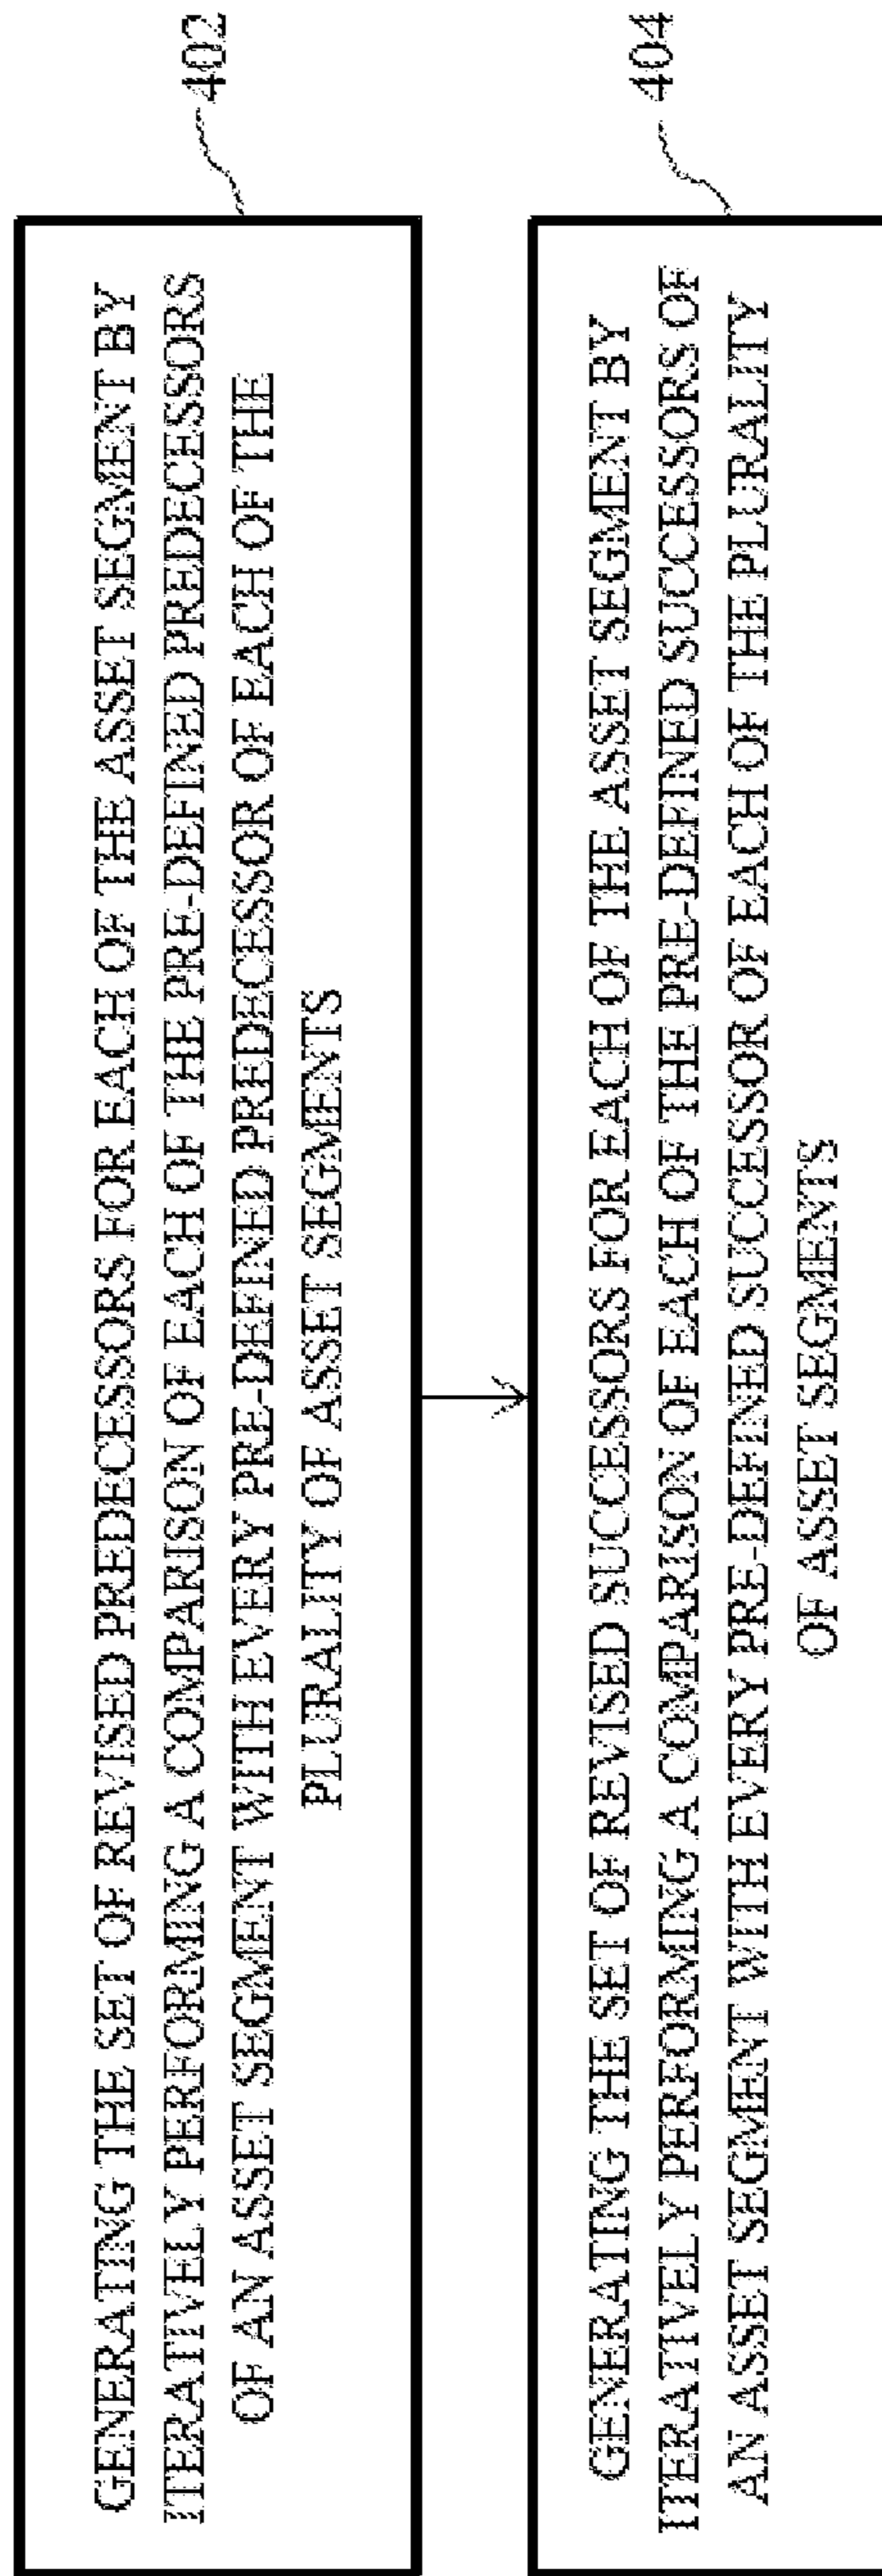 GENERATING THE SET OF REVISED PREDECESSORS FOR EACH OF THE ASSET SEGMENT BY
ITERATIVELY PERFORMING A COMPARISON OF EACH OF THE PRE-DEFINED PREDECESSORS
OF AN ASSET SEGMENT WITH EVERY PRE-DEFINED PREDECESSOR OF EACH OF THE
PLURALITY OF ASSET SEGMENTS
402
GENERATING THE SET OF REVISED SUCCESSORS FOR EACH OF THE ASSET SEGMENT BY
ITERATIVELY PERFORMING A COMPARISON OF EACH OF THE PRE-DEFINED SUCCESSORS OF
AN ASSET SEGMENT WITH EVERY PRE-DEFINED SUCCESSOR OF EACH OF THE PLURALITY
OF ASSET SEGMENTS
404